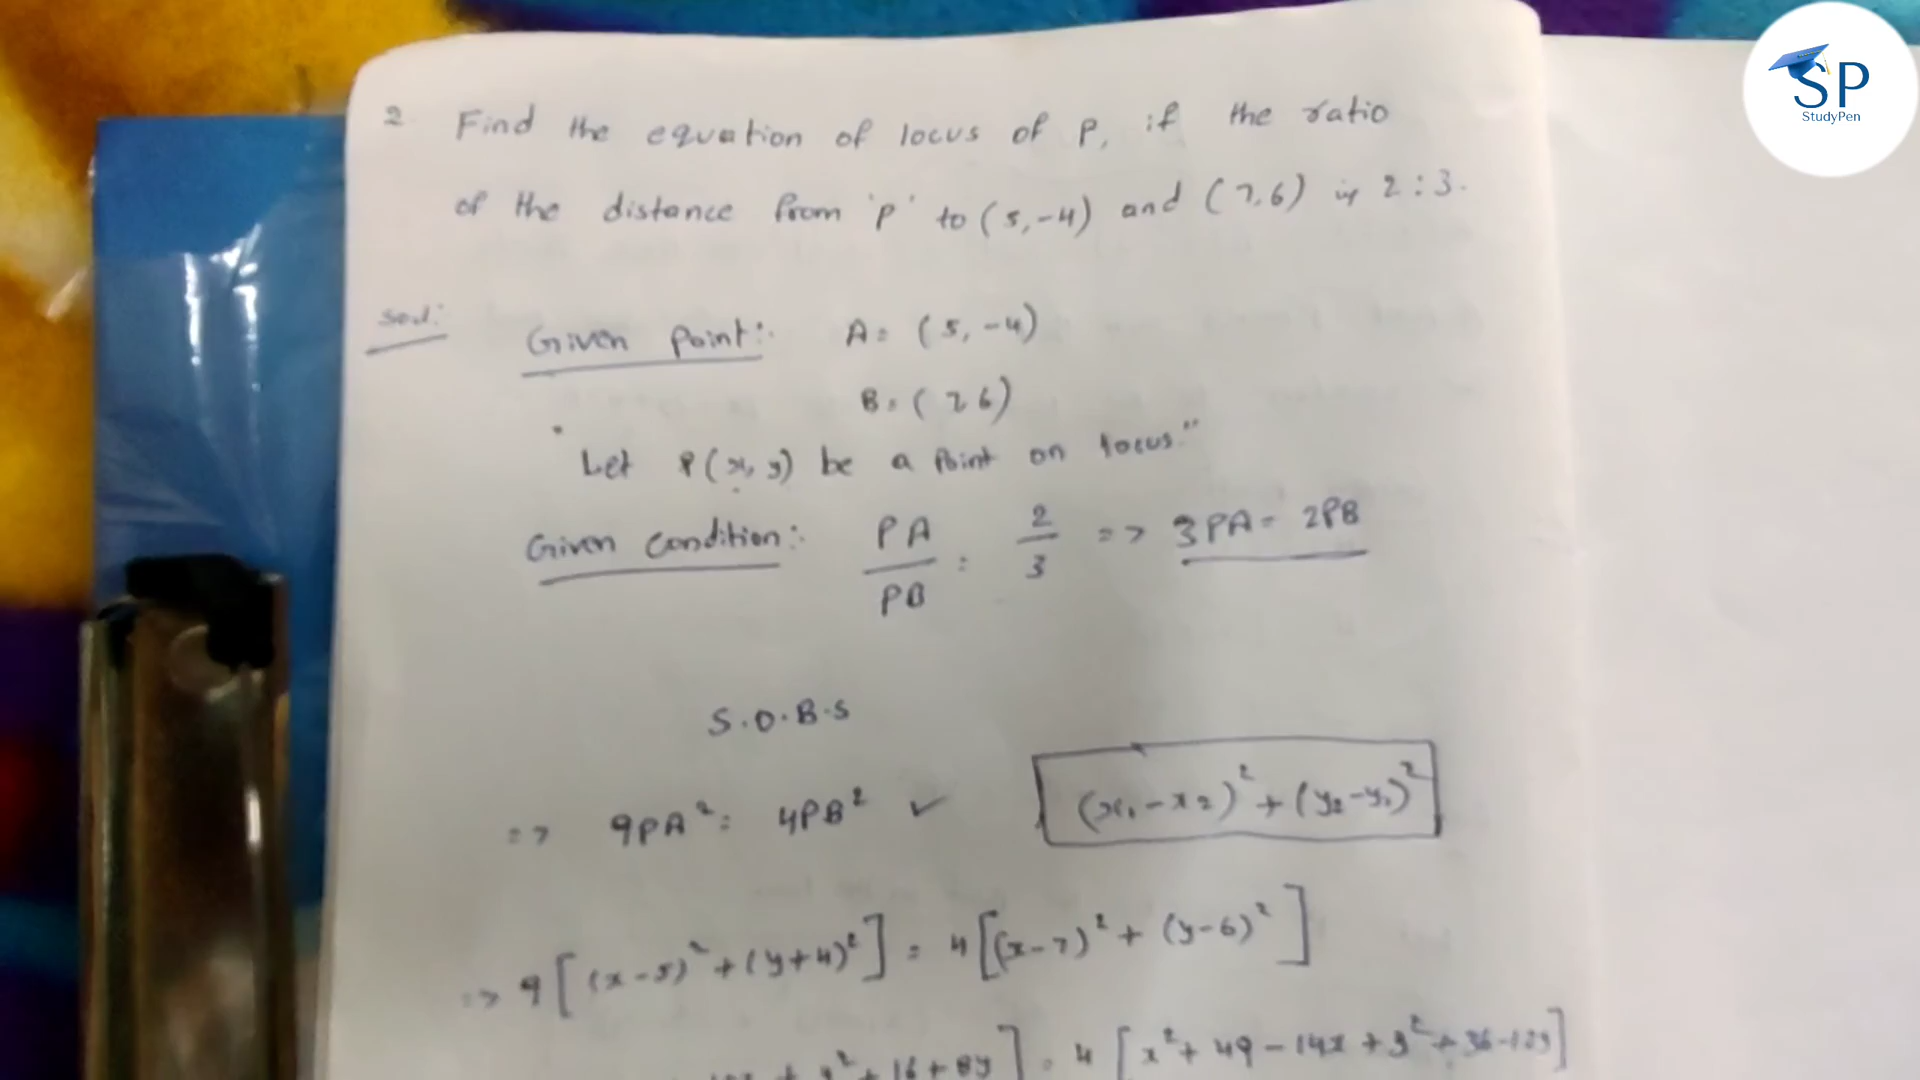 SP
StudyPen
2. Find the equation of locus of P, if the ratio
of the distance from 'P' to (5,-4) and (7,6) is 2:3.
Sol:
Given Point:- A = (5, -4)
B = (7 6)
"Let P(x, y) be a Point on locus."
Given Condition:- PA/PB = 2/3 => 3PA = 2PB
S.O.B.S
=> 9PA² = 4PB² ✓
(x₁-x₂)²+(y₂-y₁)²
=> 9[(x-5)²+(y+4)²] = 4[(x-7)²+(y-6)²]
+ y² + 16 + 8y] = 4[x²+49-14x+y²+36-12y]